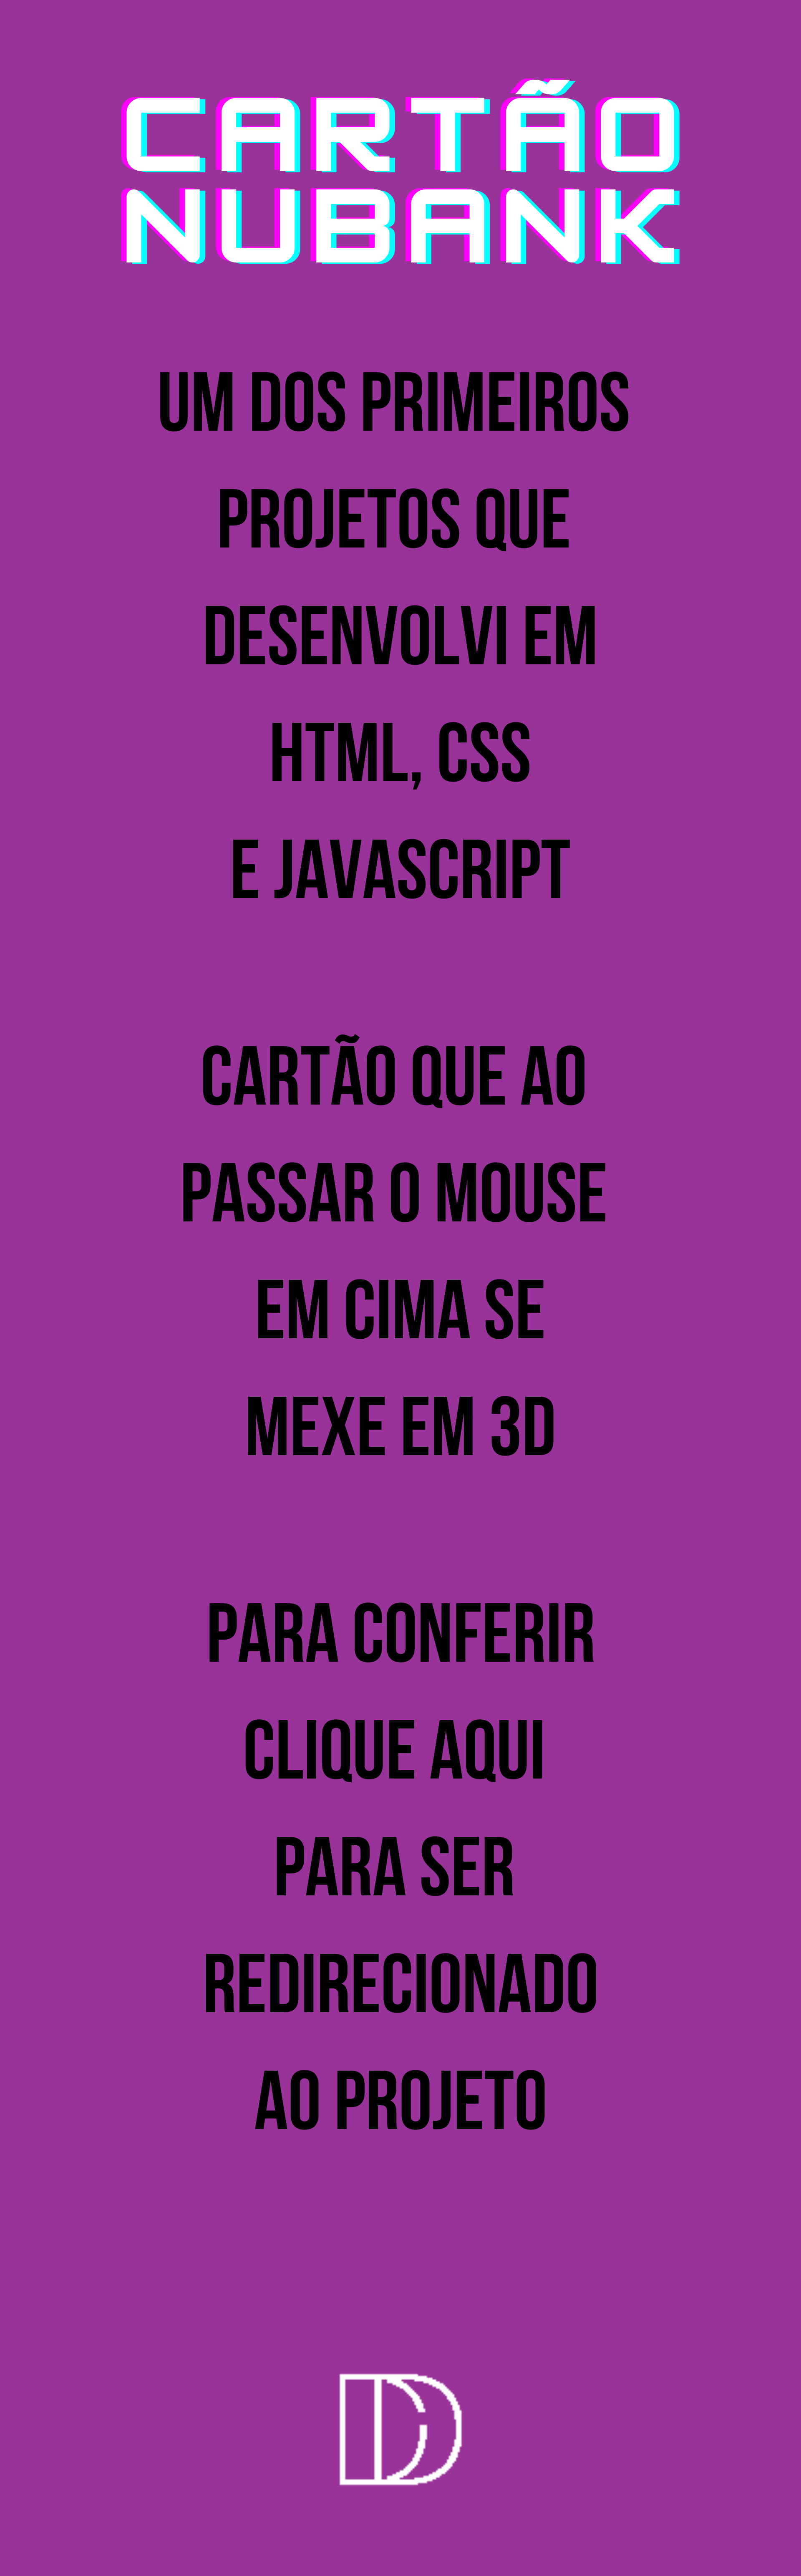 CARTÃO
NUBANK
UM DOS PRIMEIROS
PROJETOS QUE
DESENVOLVI EM
HTML, CSS
E JAVASCRIPT
CARTÃO QUE AO
PASSAR O MOUSE
EM CIMA SE
MEXE EM 3D
PARA CONFERIR
CLIQUE AQUI
PARA SER
REDIRECIONADO
AO PROJETO